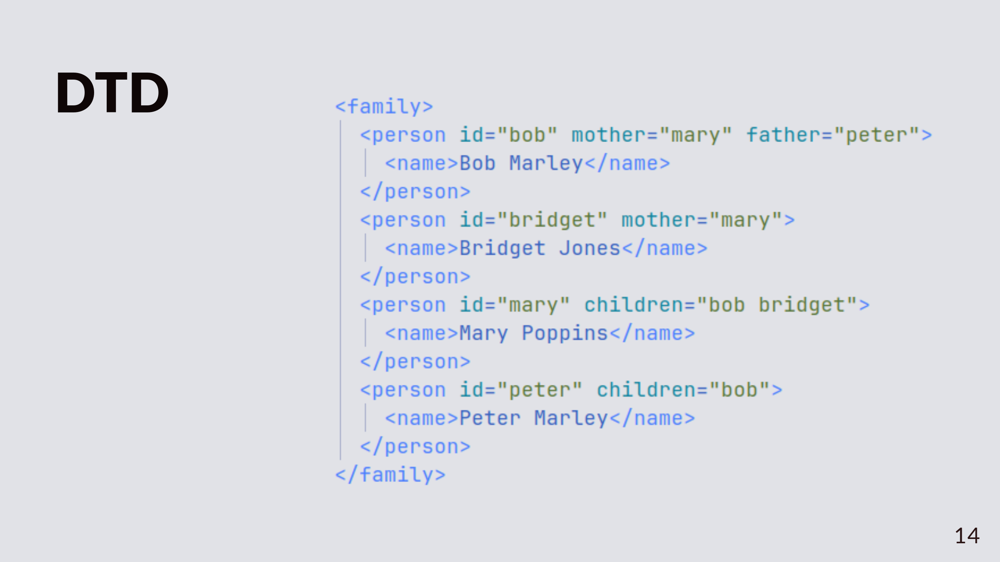 DTD
<family>
<person id="bob" mother="mary" father="peter">
<name>Bob Marley</name>
</person>
<person id="bridget" mother="mary">
<name>Bridget Jones</name>
</person>
<person id="mary" children="bob bridget">
<name>Mary Poppins</name>
</person>
<person id="peter" children="bob">
<name>Peter Marley</name>
</person>
</family>
14